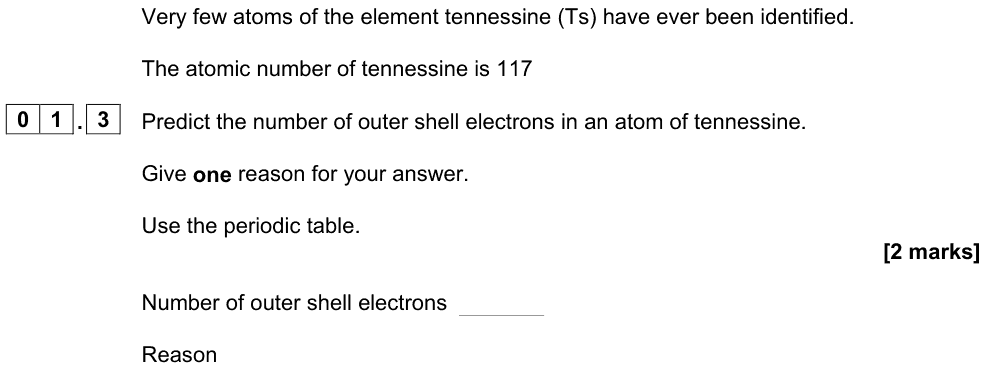 Very few atoms of the element tennessine (Ts) have ever been identified.
The atomic number of tennessine is 117
0 1 . 3 Predict the number of outer shell electrons in an atom of tennessine.
Give one reason for your answer.
Use the periodic table.
[2 marks]
Number of outer shell electrons
Reason